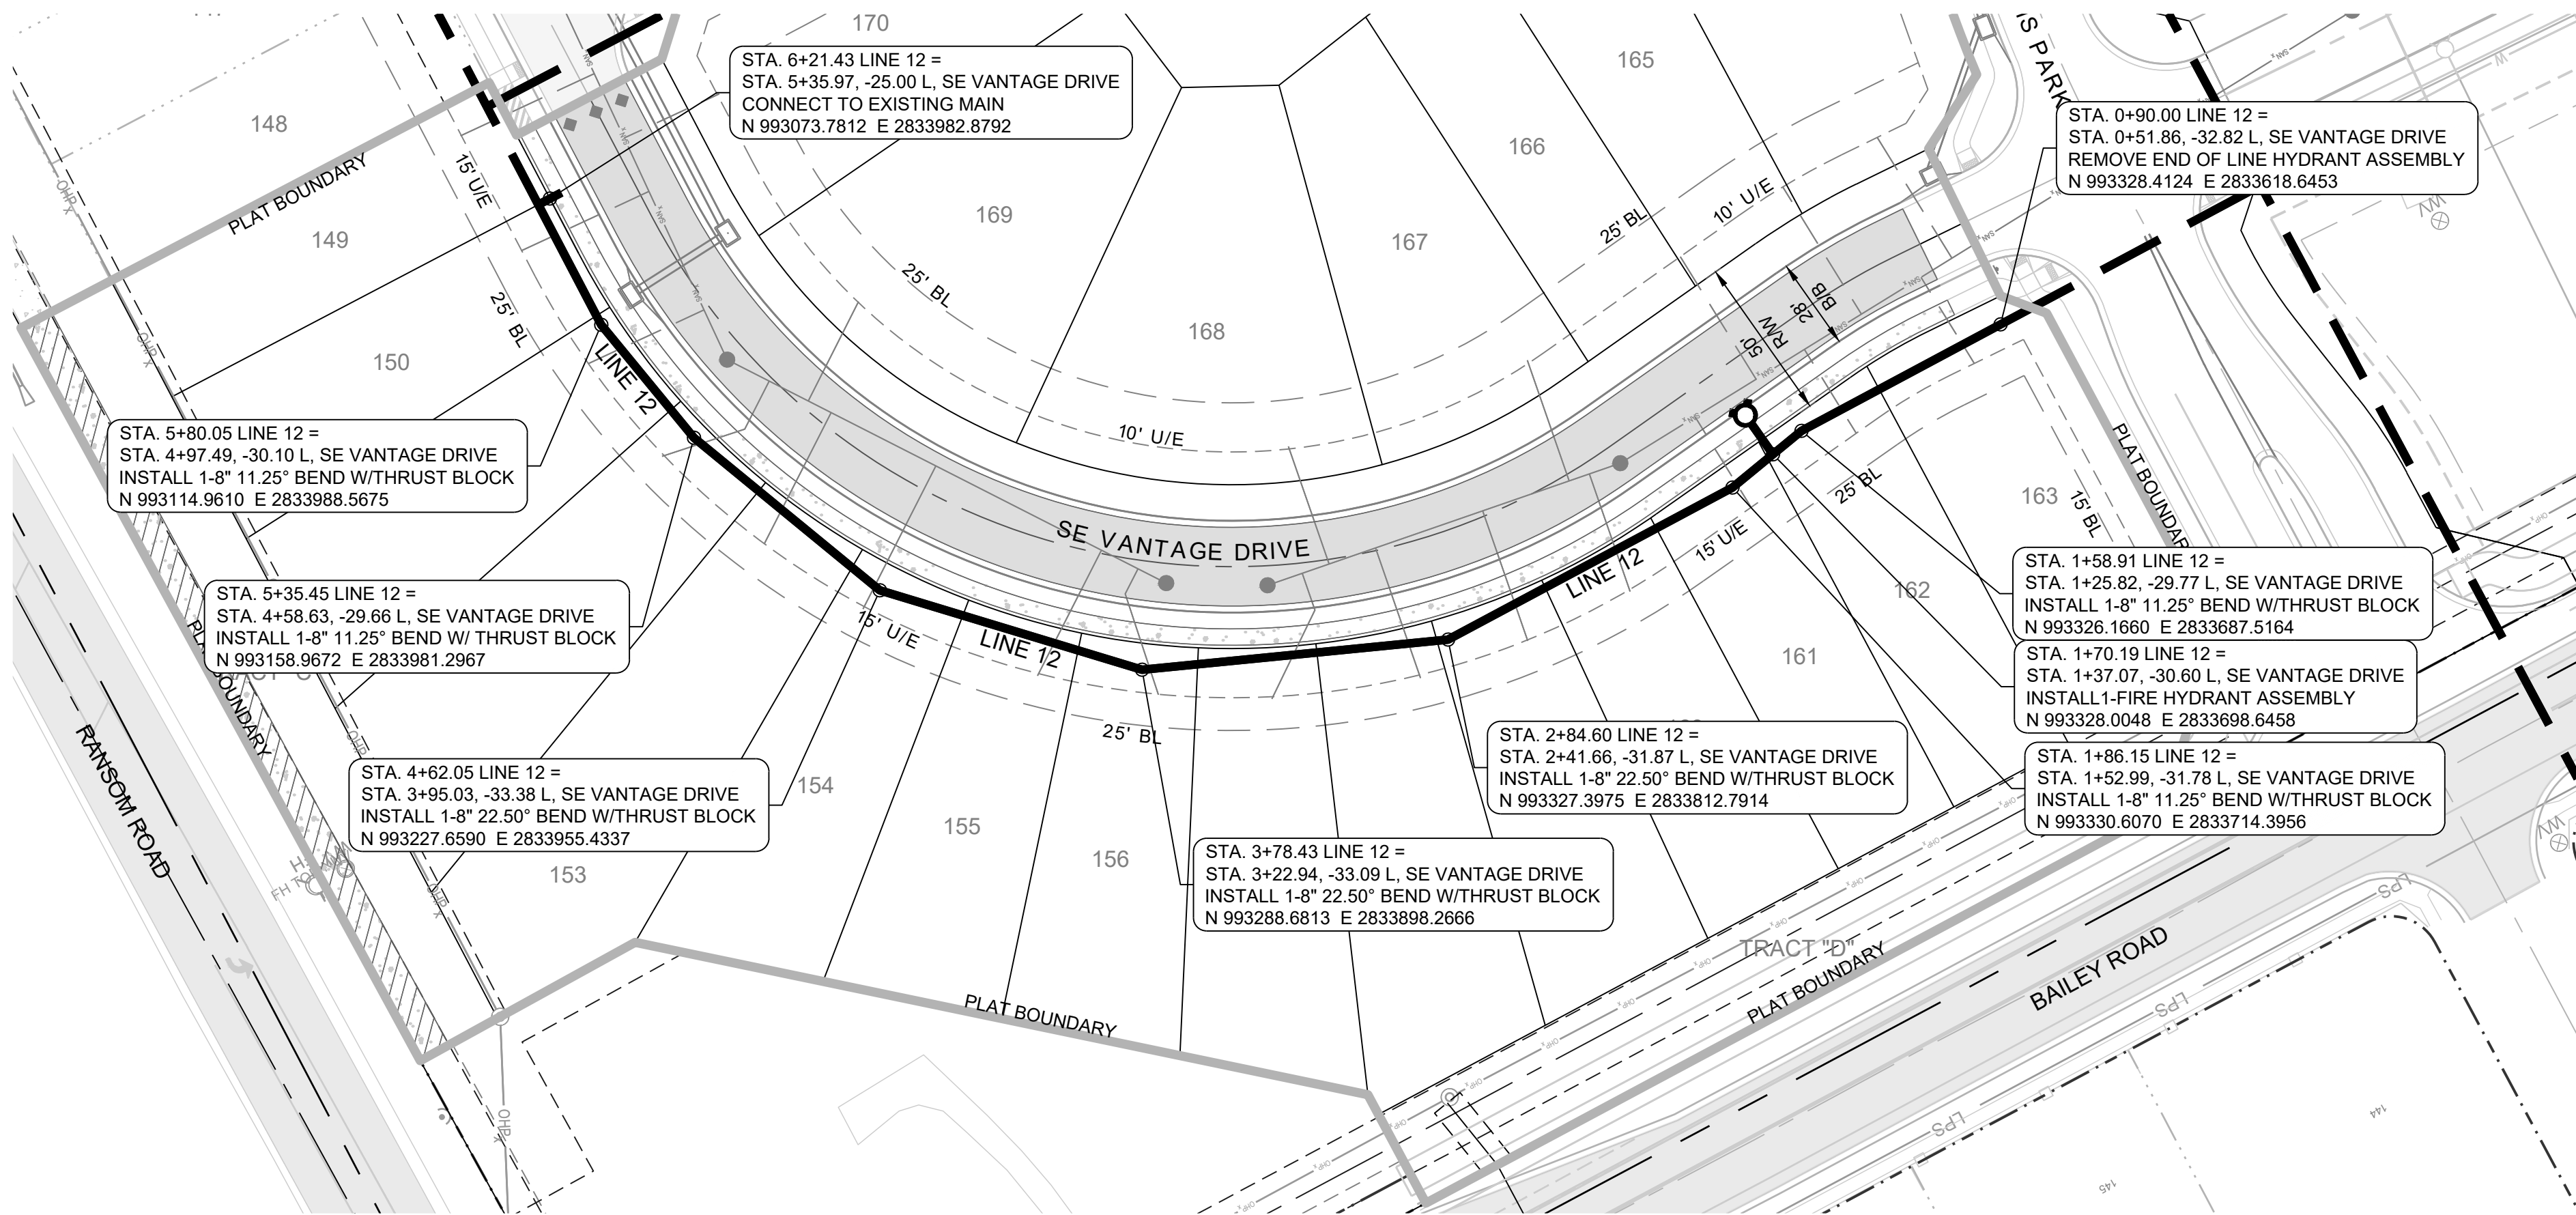 170
165
STA. 6+21.43 LINE 12 =
STA. 5+35.97, -25.00 L, SE VANTAGE DRIVE
CONNECT TO EXISTING MAIN
N 993073.7812 E 2833982.8792
STA. 0+90.00 LINE 12 =
STA. 0+51.86, -32.82 L, SE VANTAGE DRIVE
REMOVE END OF LINE HYDRANT ASSEMBLY
N 993328.4124 E 2833618.6453
148
166
PLAT BOUNDARY
15' U/E
149
169
167
25' BL
10' U/E
25' BL
25' BL
168
150
LINE 12
50' R/W
28' B/B
10' U/E
STA. 5+80.05 LINE 12 =
STA. 4+97.49, -30.10 L, SE VANTAGE DRIVE
INSTALL 1-8" 11.25° BEND W/THRUST BLOCK
N 993114.9610 E 2833988.5675
163
25' BL
15' BL
PLAT BOUNDARY
SE VANTAGE DRIVE
15' U/E
LINE 12
STA. 1+58.91 LINE 12 =
STA. 1+25.82, -29.77 L, SE VANTAGE DRIVE
INSTALL 1-8" 11.25° BEND W/THRUST BLOCK
N 993326.1660 E 2833687.5164
162
STA. 5+35.45 LINE 12 =
STA. 4+58.63, -29.66 L, SE VANTAGE DRIVE
INSTALL 1-8" 11.25° BEND W/ THRUST BLOCK
N 993158.9672 E 2833981.2967
15' U/E
LINE 12
161
STA. 1+70.19 LINE 12 =
STA. 1+37.07, -30.60 L, SE VANTAGE DRIVE
INSTALL1-FIRE HYDRANT ASSEMBLY
N 993328.0048 E 2833698.6458
PLAT BOUNDARY
25' BL
STA. 2+84.60 LINE 12 =
STA. 2+41.66, -31.87 L, SE VANTAGE DRIVE
INSTALL 1-8" 22.50° BEND W/THRUST BLOCK
N 993327.3975 E 2833812.7914
STA. 1+86.15 LINE 12 =
STA. 1+52.99, -31.78 L, SE VANTAGE DRIVE
INSTALL 1-8" 11.25° BEND W/THRUST BLOCK
N 993330.6070 E 2833714.3956
RANSOM ROAD
STA. 4+62.05 LINE 12 =
STA. 3+95.03, -33.38 L, SE VANTAGE DRIVE
INSTALL 1-8" 22.50° BEND W/THRUST BLOCK
N 993227.6590 E 2833955.4337
154
155
156
153
STA. 3+78.43 LINE 12 =
STA. 3+22.94, -33.09 L, SE VANTAGE DRIVE
INSTALL 1-8" 22.50° BEND W/THRUST BLOCK
N 993288.6813 E 2833898.2666
TRACT "D"
PLAT BOUNDARY
BAILEY ROAD
PLAT BOUNDARY
LPS
LPS
LPS
OHP
OHP
OHP
OHP
OHP
WV
WV
144
145